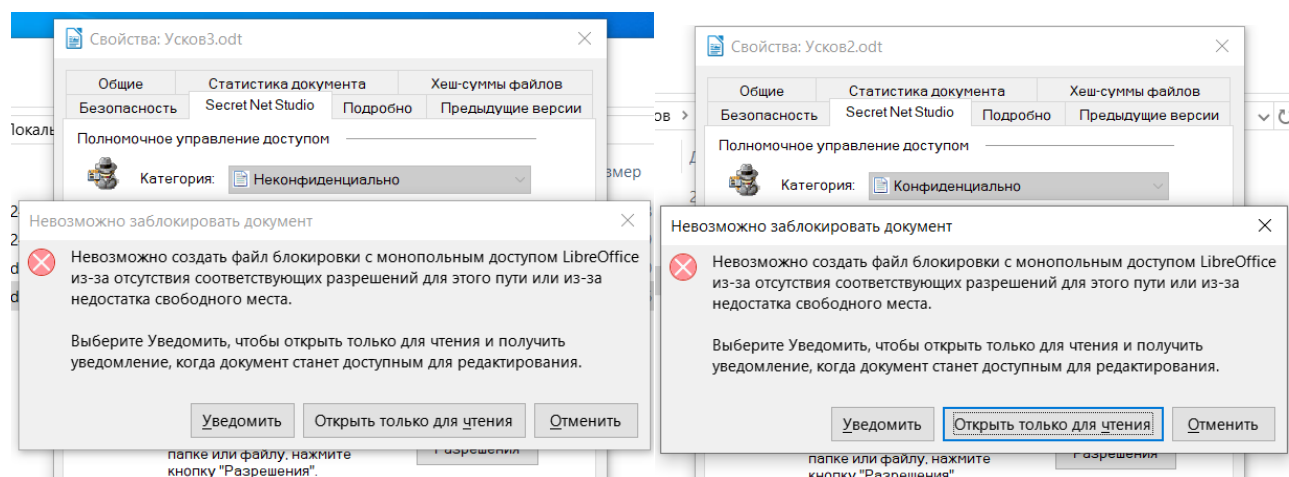 Свойства: Усков3.odt
Общие Статистика документа Хеш-суммы файлов
Безопасность Secret Net Studio Подробно Предыдущие версии
Полномочное управление доступом
Категория: Неконфиденциально
Невозможно заблокировать документ
Невозможно создать файл блокировки с монопольным доступом LibreOffice
из-за отсутствия соответствующих разрешений для этого пути или из-за
недостатка свободного места.
Выберите Уведомить, чтобы открыть только для чтения и получить
уведомление, когда документ станет доступным для редактирования.
Уведомить Открыть только для чтения Отменить
папке или файлу, нажмите
кнопку "Разрешения".
Разрешения
Свойства: Усков2.odt
Общие Статистика документа Хеш-суммы файлов
Безопасность Secret Net Studio Подробно Предыдущие версии
Полномочное управление доступом
Категория: Конфиденциально
Невозможно заблокировать документ
Невозможно создать файл блокировки с монопольным доступом LibreOffice
из-за отсутствия соответствующих разрешений для этого пути или из-за
недостатка свободного места.
Выберите Уведомить, чтобы открыть только для чтения и получить
уведомление, когда документ станет доступным для редактирования.
Уведомить Открыть только для чтения Отменить
папке или файлу, нажмите
кнопку "Разрешения".
Разрешения